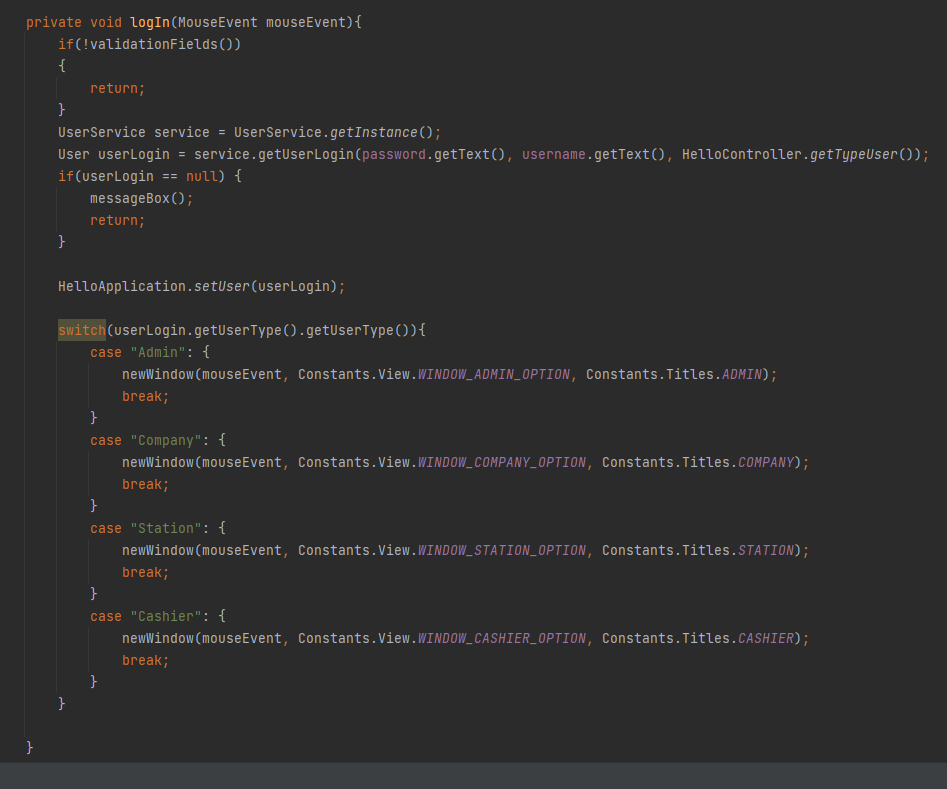 private void logIn(MouseEvent mouseEvent){
if(!validationFields())
{
return;
}
UserService service = UserService.getInstance();
User userLogin = service.getUserLogin(password.getText(), username.getText(), HelloController.getTypeUser());
if(userLogin == null) {
messageBox();
return;
}
HelloApplication.setUser(userLogin);
switch(userLogin.getUserType().getUserType()){
case "Admin": {
newWindow(mouseEvent, Constants.View.WINDOW_ADMIN_OPTION, Constants.Titles.ADMIN);
break;
}
case "Company": {
newWindow(mouseEvent, Constants.View.WINDOW_COMPANY_OPTION, Constants.Titles.COMPANY);
break;
}
case "Station": {
newWindow(mouseEvent, Constants.View.WINDOW_STATION_OPTION, Constants.Titles.STATION);
break;
}
case "Cashier": {
newWindow(mouseEvent, Constants.View.WINDOW_CASHIER_OPTION, Constants.Titles.CASHIER);
break;
}
}
}